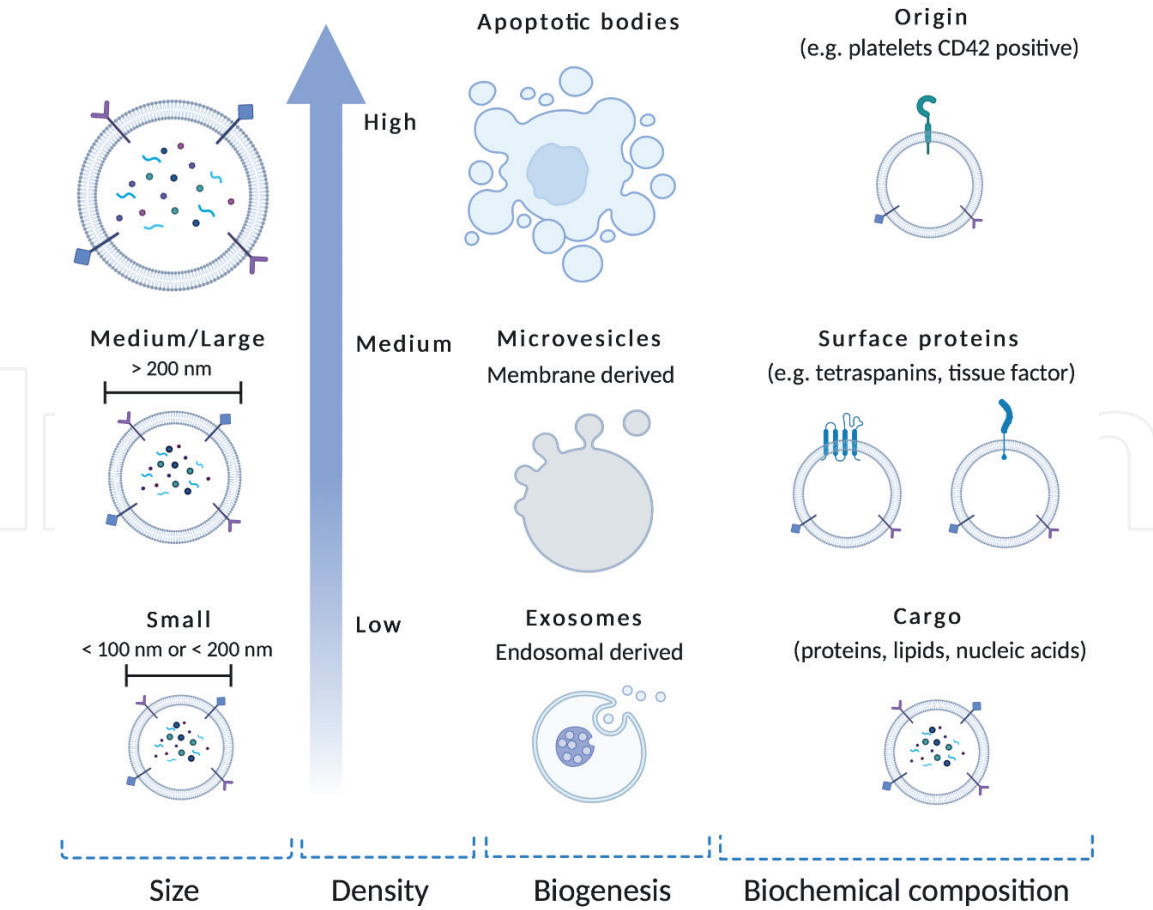 Apoptotic bodies
Origin
(e.g. platelets CD42 positive)
High
Medium/Large
> 200 nm
Medium
Microvesicles
Membrane derived
Surface proteins
(e.g. tetraspanins, tissue factor)
Small
< 100 nm or < 200 nm
Low
Exosomes
Endosomal derived
Cargo
(proteins, lipids, nucleic acids)
Size
Density
Biogenesis
Biochemical composition